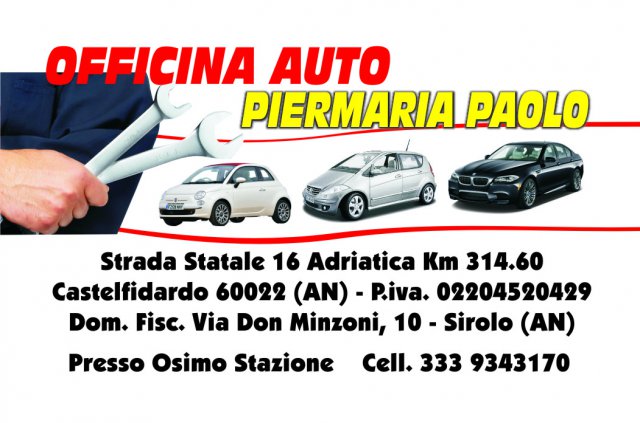 OFFICINA AUTO
PIERMARIA PAOLO
Strada Statale 16 Adriatica Km 314.60
Castelfidardo 60022 (AN) - P.iva. 02204520429
Dom. Fisc. Via Don Minzoni, 10 - Sirolo (AN)
Presso Osimo Stazione Cell. 333 9343170